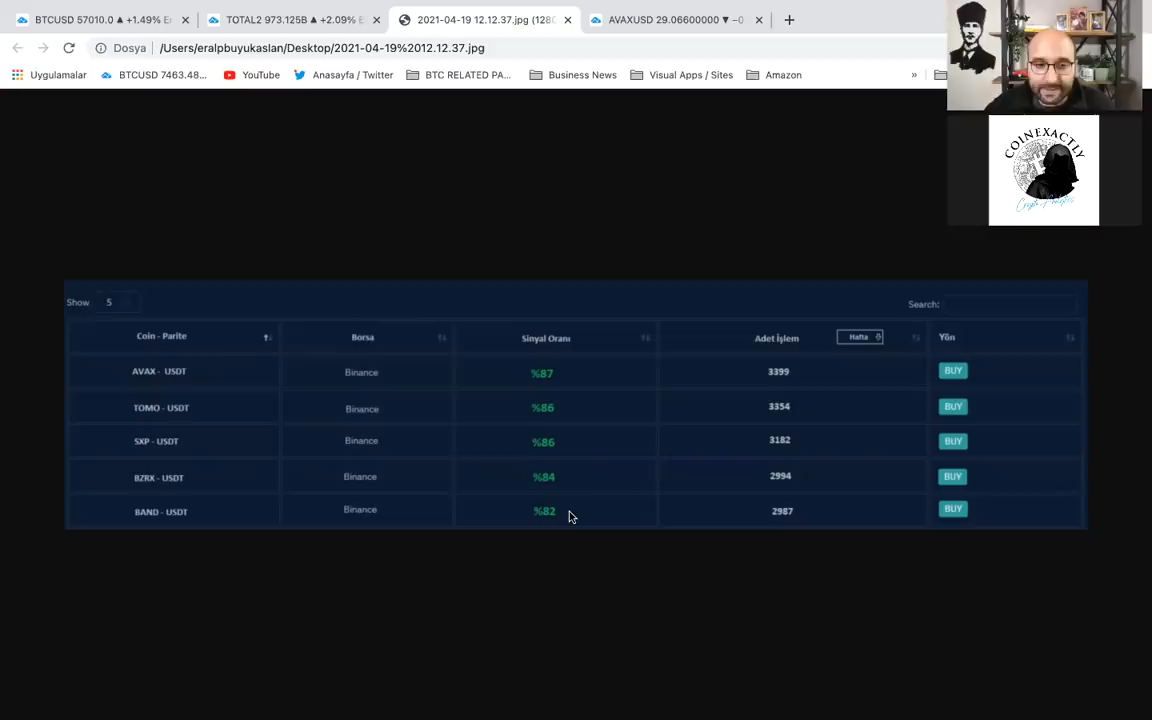 BTCUSD 57010.0 ▲ +1.49%
TOTAL2 973.125B ▲ +2.09%
2021-04-19 12.12.37.jpg (1280
AVAXUSD 29.06600000 ▼ −0
Dosya
/Users/eralpbuyukaslan/Desktop/2021-04-19%2012.12.37.jpg
Uygulamalar
BTCUSD 7463.48...
YouTube
Anasayfa / Twitter
BTC RELATED PA...
Business News
Visual Apps / Sites
Amazon
»
COINEXACTLY
Show 5
Search:
Coin - Parite
Borsa
Sinyal Oranı
Adet İşlem
Hafta
Yön
AVAX - USDT Binance %87 3399 BUY
TOMO - USDT Binance %86 3354 BUY
SXP - USDT Binance %86 3182 BUY
BZRX - USDT Binance %84 2994 BUY
BAND - USDT Binance %82 2987 BUY